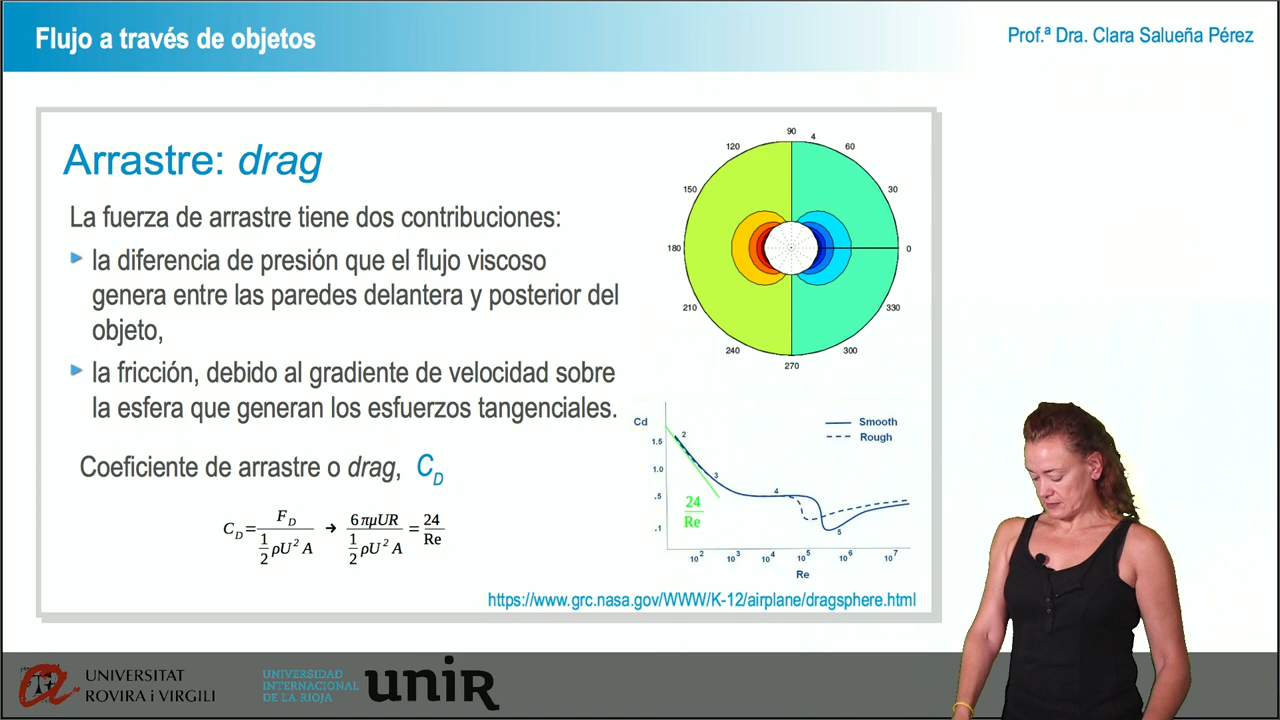 Flujo a través de objetos
Prof.ª Dra. Clara Salueña Pérez
Arrastre: drag
La fuerza de arrastre tiene dos contribuciones:
la diferencia de presión que el flujo viscoso
genera entre las paredes delantera y posterior del
objeto,
la fricción, debido al gradiente de velocidad sobre
la esfera que generan los esfuerzos tangenciales.
Coeficiente de arrastre o drag, C_D
C_D = F_D / (1/2 ρU² A) → 6πμUR / (1/2 ρU² A) = 24/Re
90
4
120
60
150
30
180
0
210
330
240
300
270
Cd
Smooth
Rough
1.5
1.0
.5
.1
2
3
4
5
24/Re
10² 10³ 10⁴ 10⁵ 10⁶ 10⁷
Re
https://www.grc.nasa.gov/WWW/K-12/airplane/dragsphere.html
UNIVERSITAT
ROVIRA i VIRGILI
UNIVERSIDAD
INTERNACIONAL
DE LA RIOJA
unir